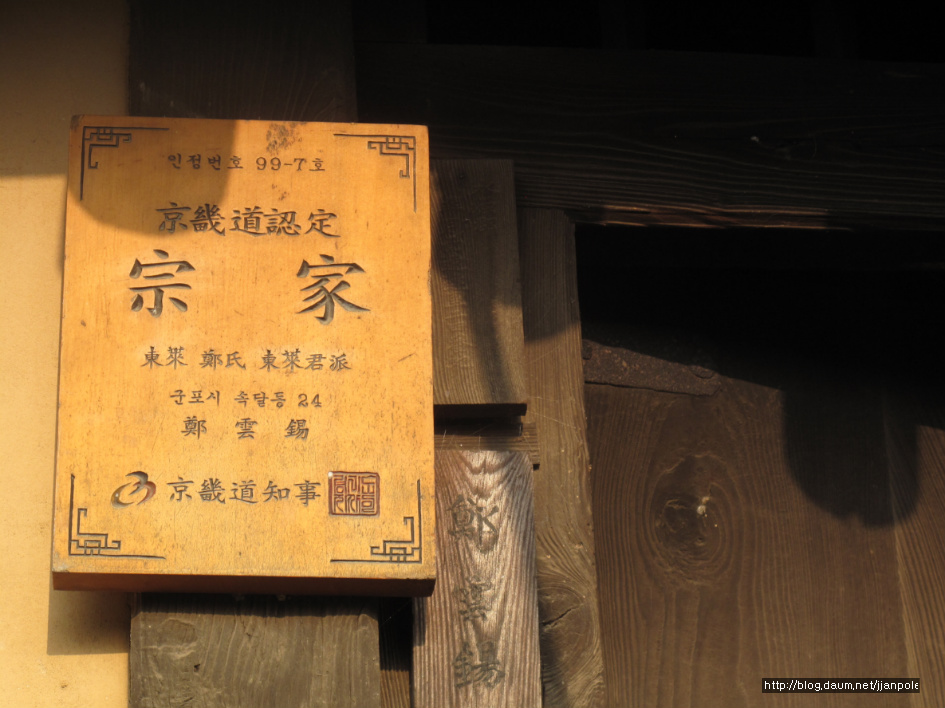 인정번호 99-7호
京畿道認定
宗 家
東萊 鄭氏 東萊君派
군포시 속달동 24
鄭 雲 錫
京畿道知事
鄭
雲
錫
http://blog.daum.net/jjanpole